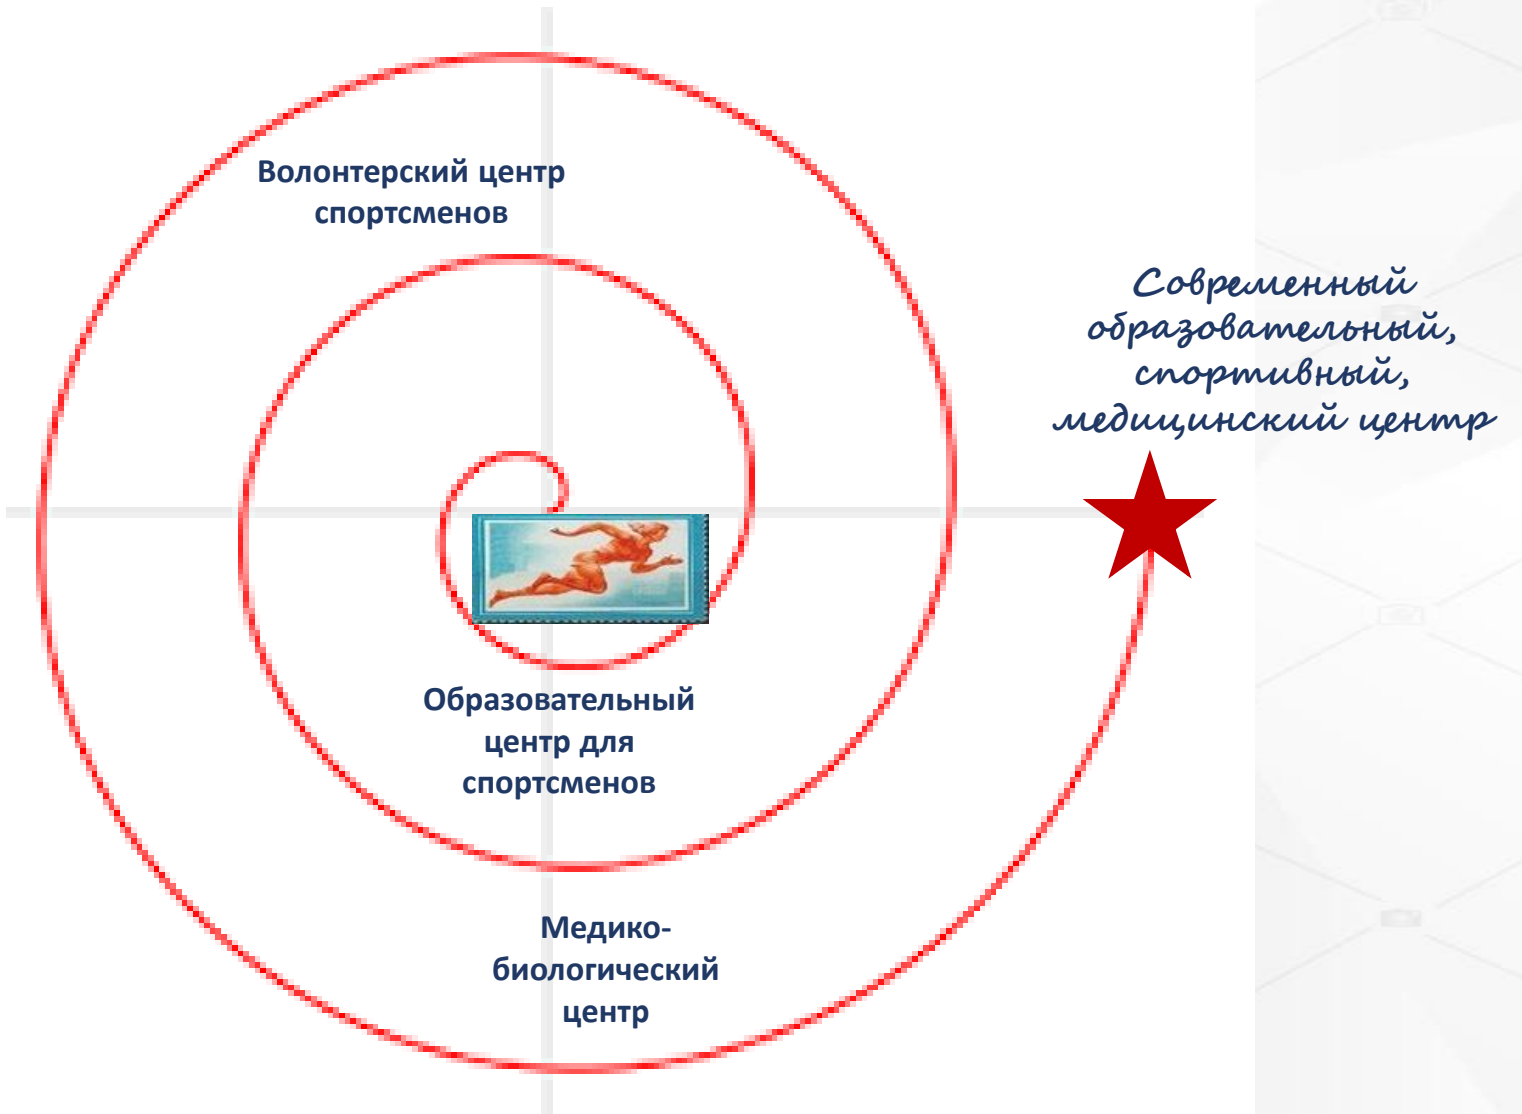 Волонтерский центр
спортсменов
Современный
образовательный,
спортивный,
медицинский центр
Образовательный
центр для
спортсменов
Медико-
биологический
центр